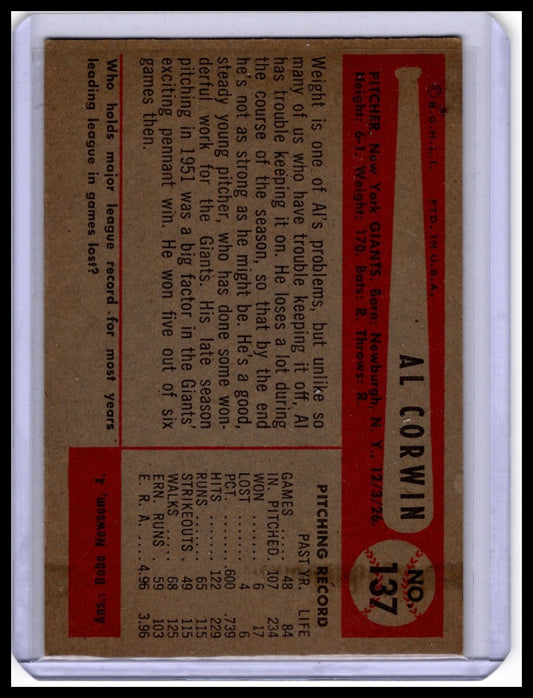 © B.G.H.L.I. PTD. IN U.S.A.
AL CORWIN
NO.
137
PITCHER, New York GIANTS. Born: Newburgh, N. Y., 12/3/26.
Height: 6-1. Weight: 170. Bats: R. Throws: R.
Weight is one of Al's problems, but unlike so
many of us who have trouble keeping it off, Al
has trouble keeping it on. He loses a lot during
the course of the season, so that by the end
he's not as strong as he might be. He's a good,
steady young pitcher, who has done some won-
derful work for the Giants. His late season
pitching in 1951 was a big factor in the Giants'
exciting pennant win. He won five out of six
games then.
PITCHING RECORD
PAST YR. LIFE
GAMES ..... 48 84
IN PITCHED. 107 234
WON ....... 6 17
LOST ...... 4 6
PCT. ...... .600 .739
HITS ...... 122 229
RUNS ...... 65 115
STRIKEOUTS . 49 115
WALKS ..... 68 125
ERN. RUNS . 59 103
E. R. A. .... 4.96 3.96
Who holds major league record for most years
leading league in games lost?
Ans: Bobo Newsom, 4.